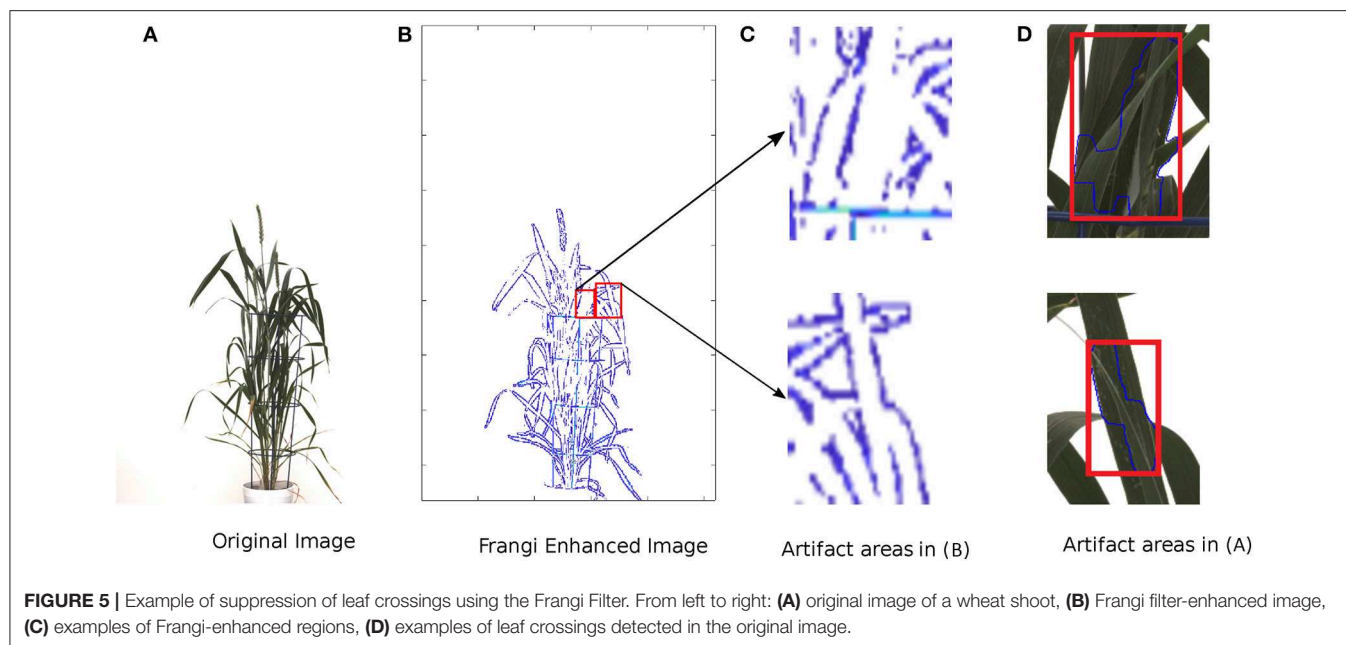 A
B
C
D
Original Image
Frangi Enhanced Image
Artifact areas in (B)
Artifact areas in (A)
FIGURE 5 | Example of suppression of leaf crossings using the Frangi Filter. From left to right: (A) original image of a wheat shoot, (B) Frangi filter-enhanced image,
(C) examples of Frangi-enhanced regions, (D) examples of leaf crossings detected in the original image.